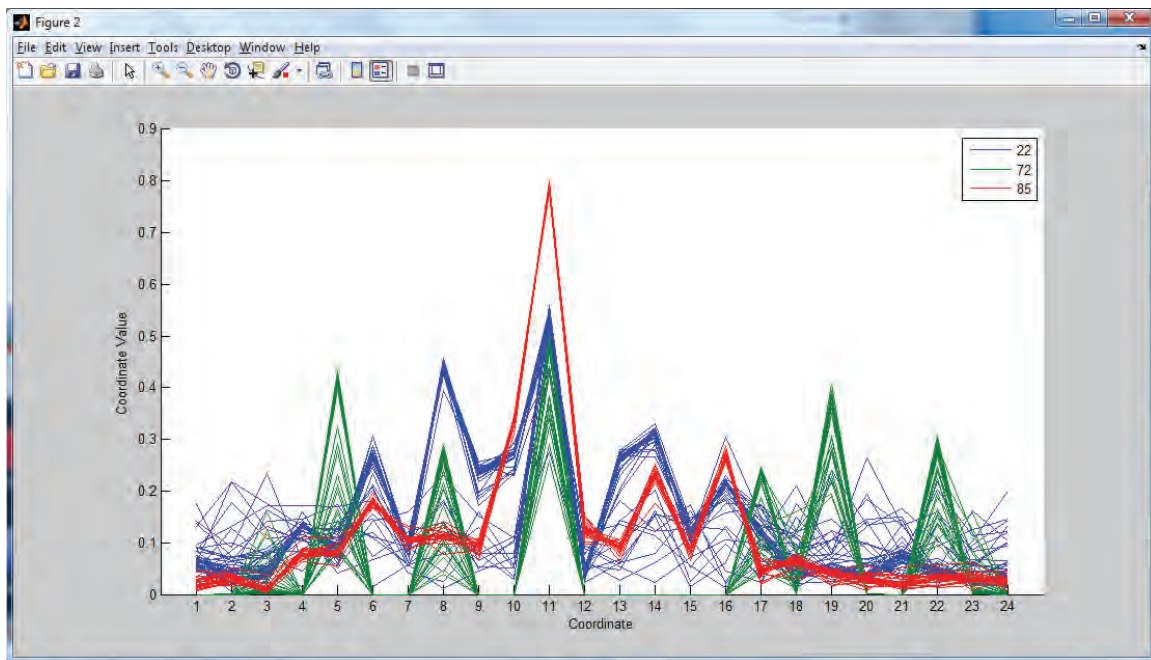 Figure 2
File Edit View Insert Tools Desktop Window Help
0.9
0.8
0.7
0.6
0.5
0.4
0.3
0.2
0.1
0
Coordinate Value
22
72
85
1 2 3 4 5 6 7 8 9 10 11 12 13 14 15 16 17 18 19 20 21 22 23 24
Coordinate